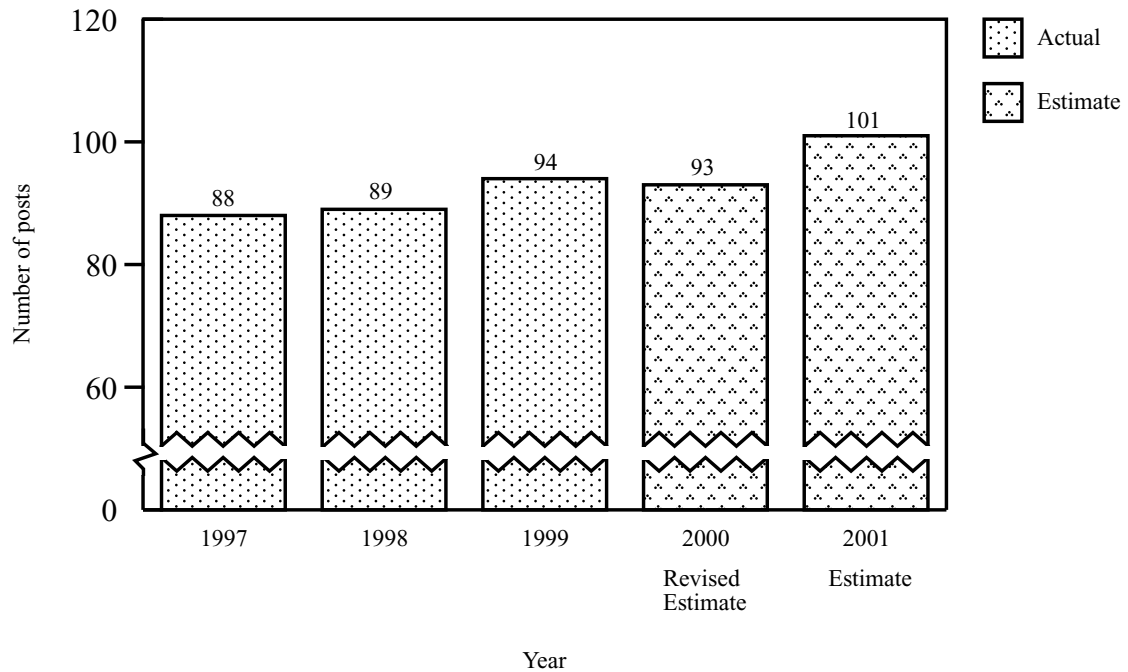 120
100
80
60
0
Number of posts
88
89
94
93
101
1997
1998
1999
2000
2001
Revised
Estimate
Estimate
Year
Actual
Estimate